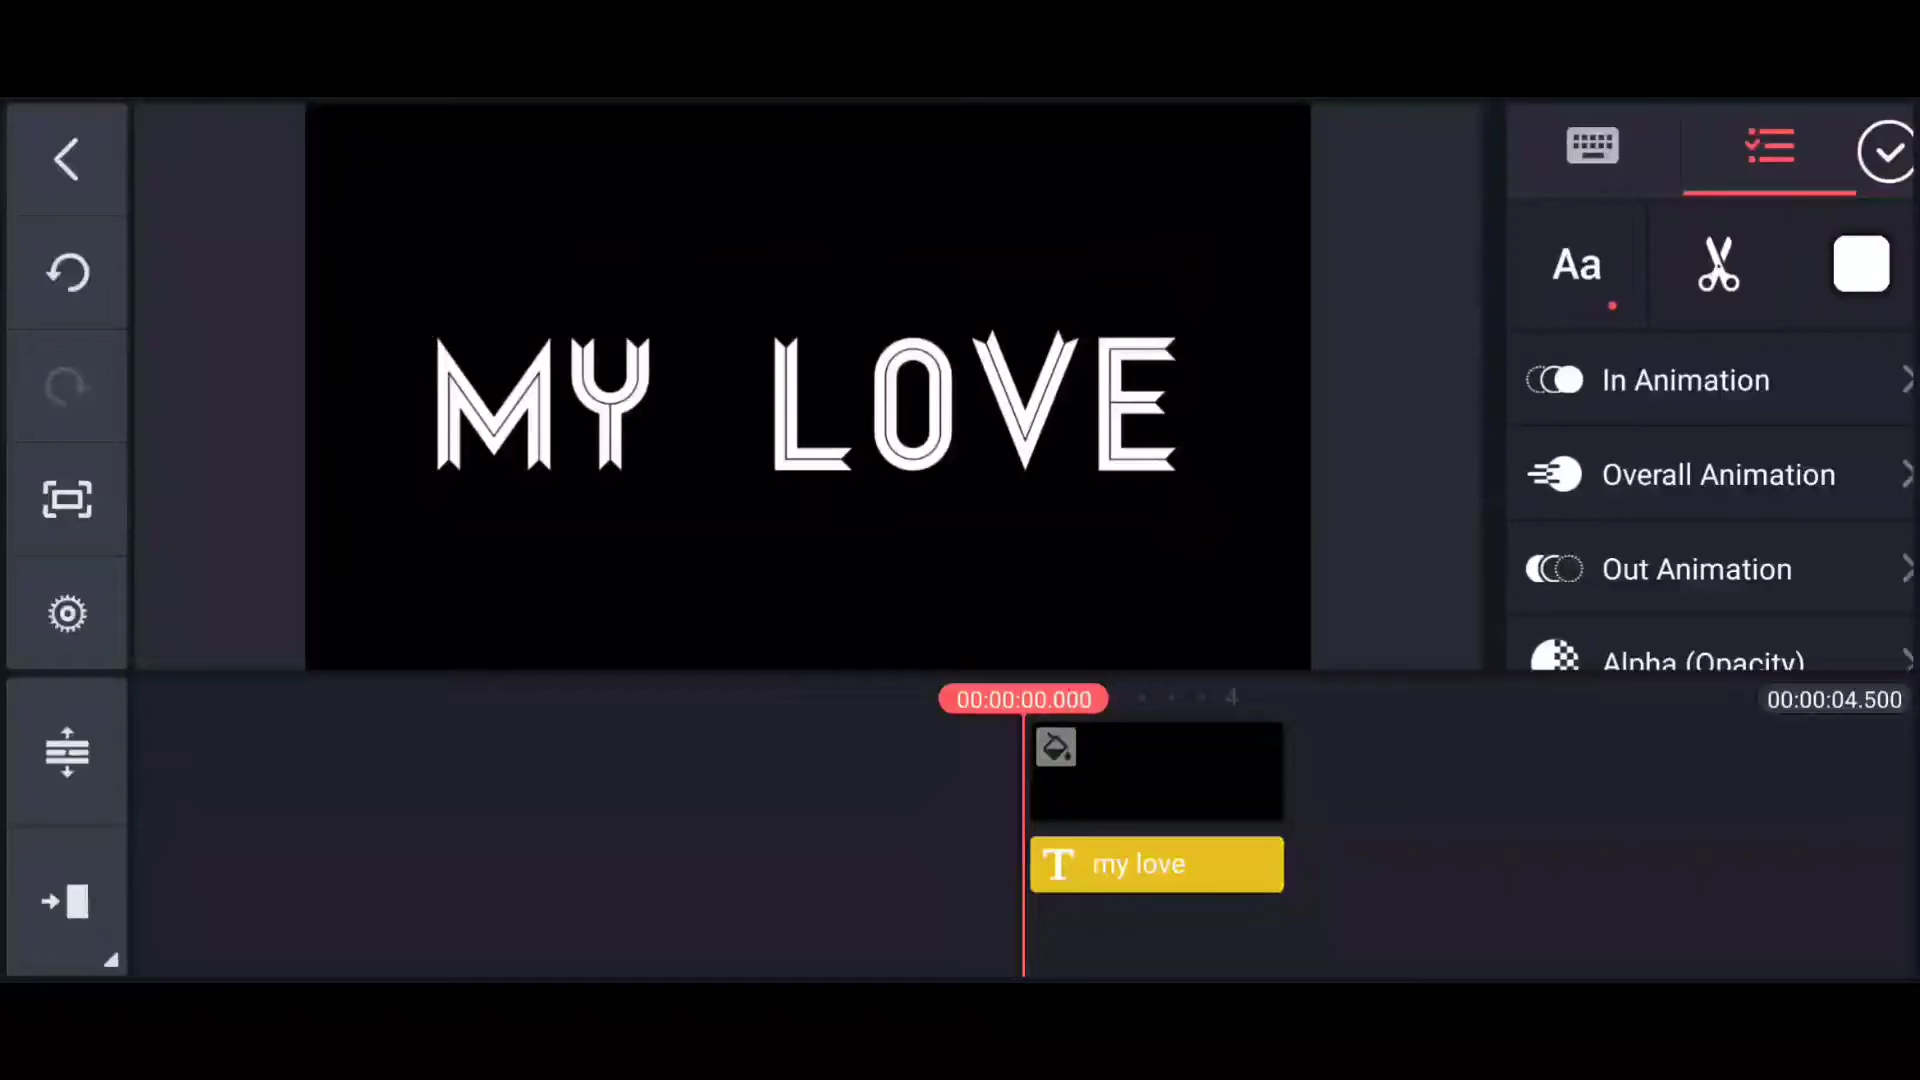 MY LOVE
Aa
In Animation
Overall Animation
Out Animation
Alpha (Opacity)
00:00:00.000
4
00:00:04.500
T my love